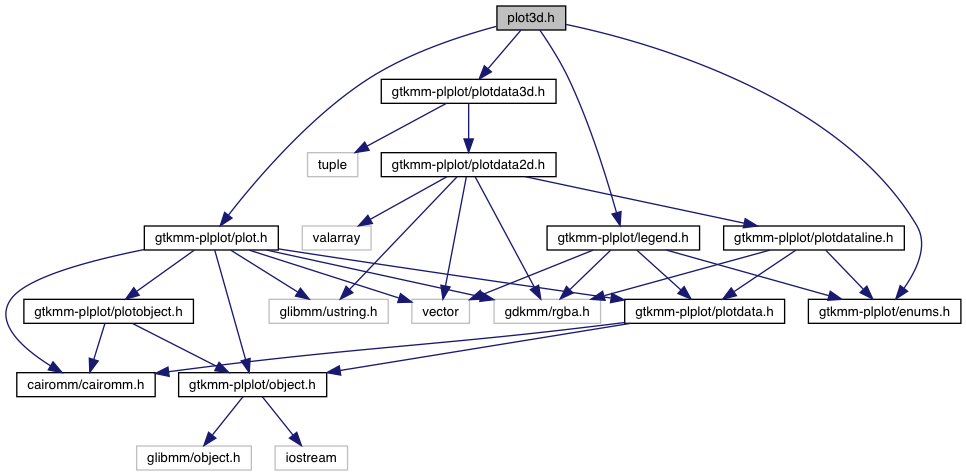 plot3d.h
gtkmm-plplot/plotdata3d.h
tuple
gtkmm-plplot/plotdata2d.h
gtkmm-plplot/plot.h
valarray
gtkmm-plplot/legend.h
gtkmm-plplot/plotdataline.h
gtkmm-plplot/plotobject.h
glibmm/ustring.h
vector
gdkmm/rgba.h
gtkmm-plplot/plotdata.h
gtkmm-plplot/enums.h
cairomm/cairomm.h
gtkmm-plplot/object.h
glibmm/object.h
iostream